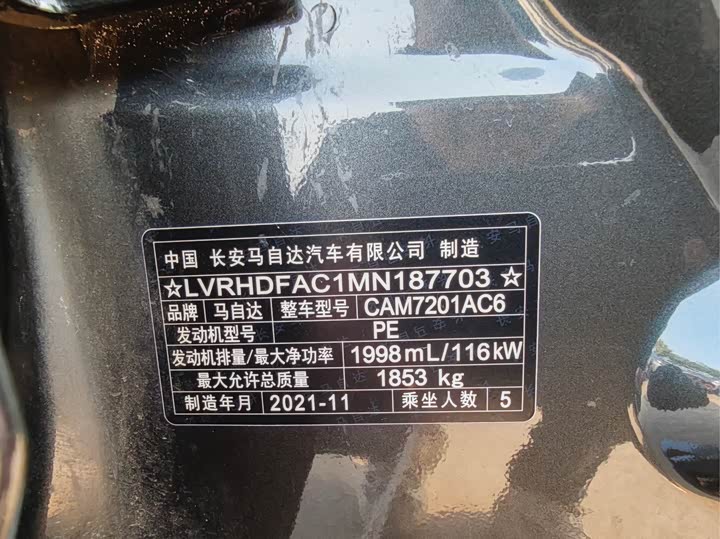 中国 长安马自达汽车有限公司 制造
☆LVRHDFAC1MN187703☆
品牌 马自达 整车型号 CAM7201AC6
发动机型号 PE
发动机排量/最大净功率 1998mL/116kW
最大允许总质量 1853 kg
制造年月 2021-11 乘坐人数 5